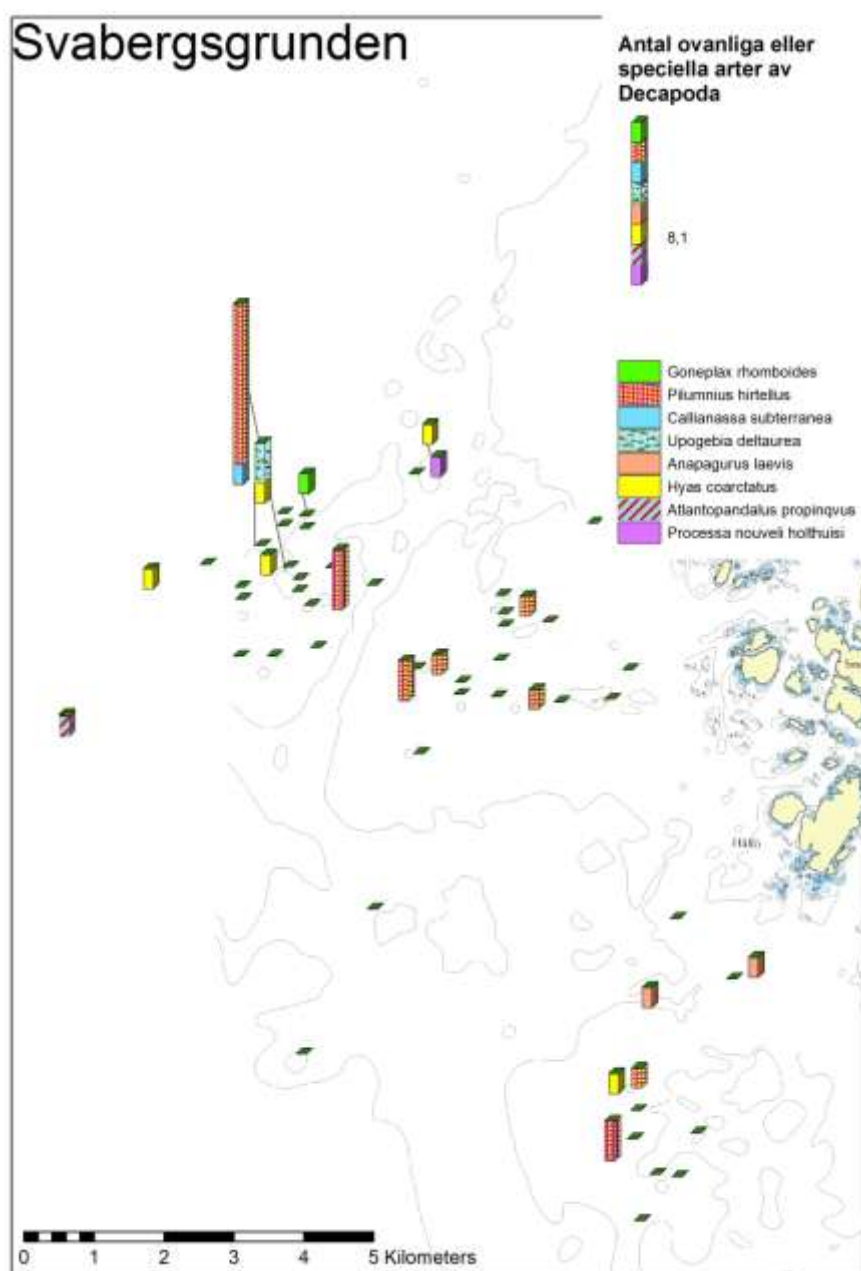 Svabergsgrunden
Antal ovanliga eller
speciella arter av
Decapoda
8,1
Goneplax rhomboides
Pilumnius hirtellus
Callianassa subterranea
Upogebia deltaurea
Anapagurus laevis
Hyas coarctatus
Atlantopandalus propinqvus
Processa nouveli holthuisi
0 1 2 3 4 5 Kilometers